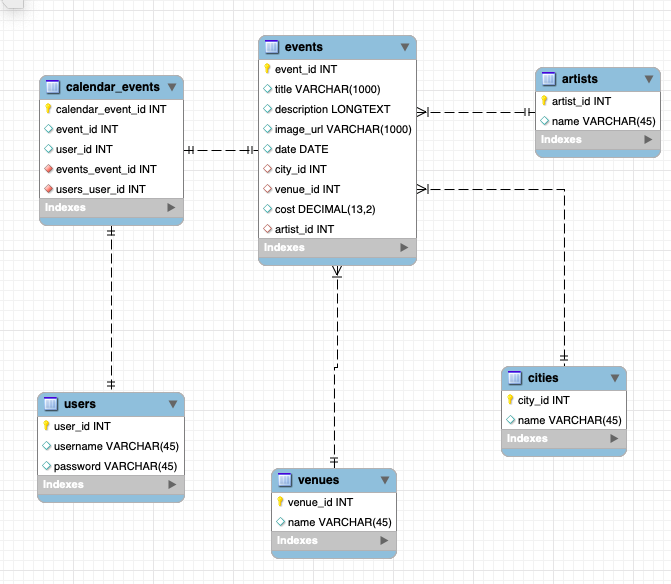 events
event_id INT
title VARCHAR(1000)
description LONGTEXT
image_url VARCHAR(1000)
date DATE
city_id INT
venue_id INT
cost DECIMAL(13,2)
artist_id INT
Indexes
artists
artist_id INT
name VARCHAR(45)
Indexes
calendar_events
calendar_event_id INT
event_id INT
user_id INT
events_event_id INT
users_user_id INT
Indexes
users
user_id INT
username VARCHAR(45)
password VARCHAR(45)
Indexes
cities
city_id INT
name VARCHAR(45)
Indexes
venues
venue_id INT
name VARCHAR(45)
Indexes